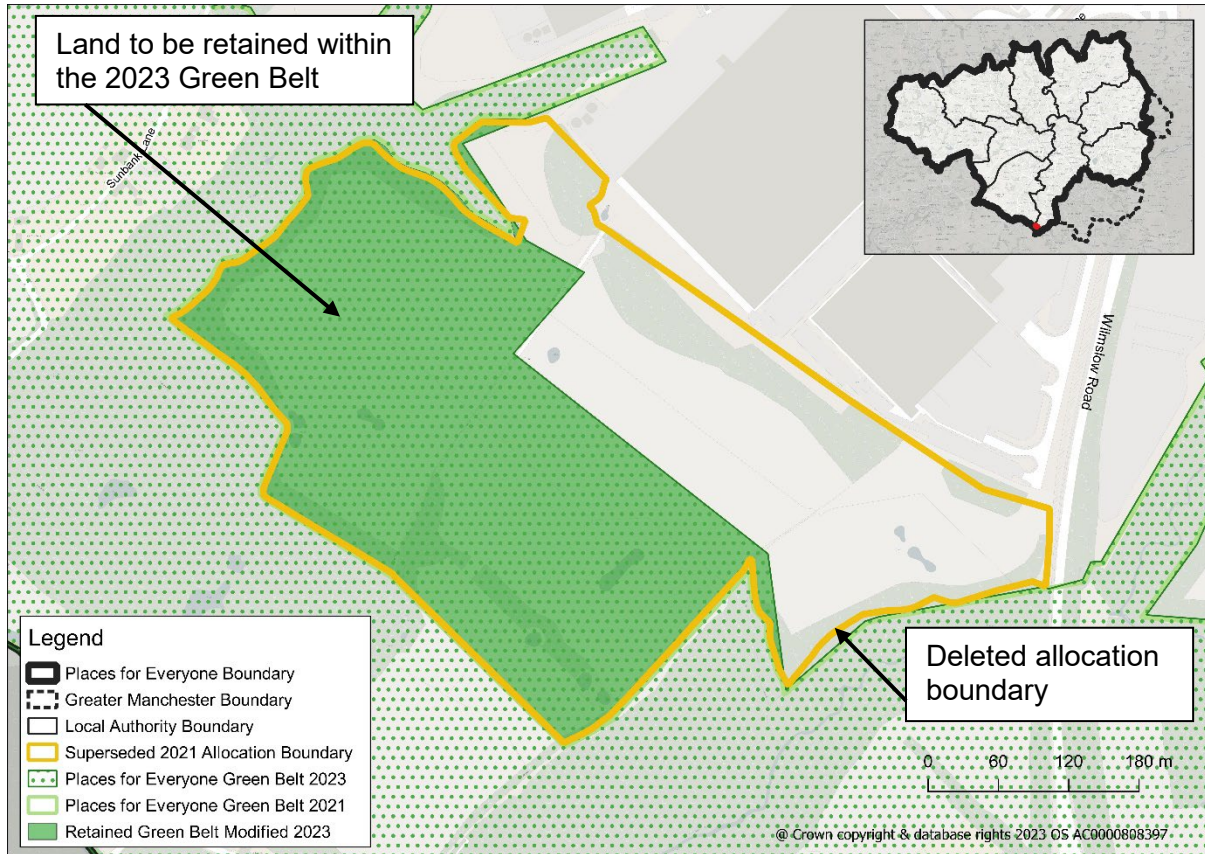 Land to be retained within
the 2023 Green Belt
Sunbank Lane
Wilmslow Road
Deleted allocation
boundary
Legend
Places for Everyone Boundary
Greater Manchester Boundary
Local Authority Boundary
Superseded 2021 Allocation Boundary
Places for Everyone Green Belt 2023
Places for Everyone Green Belt 2021
Retained Green Belt Modified 2023
0 60 120 180 m
@ Crown copyright & database rights 2023 OS AC0000808397